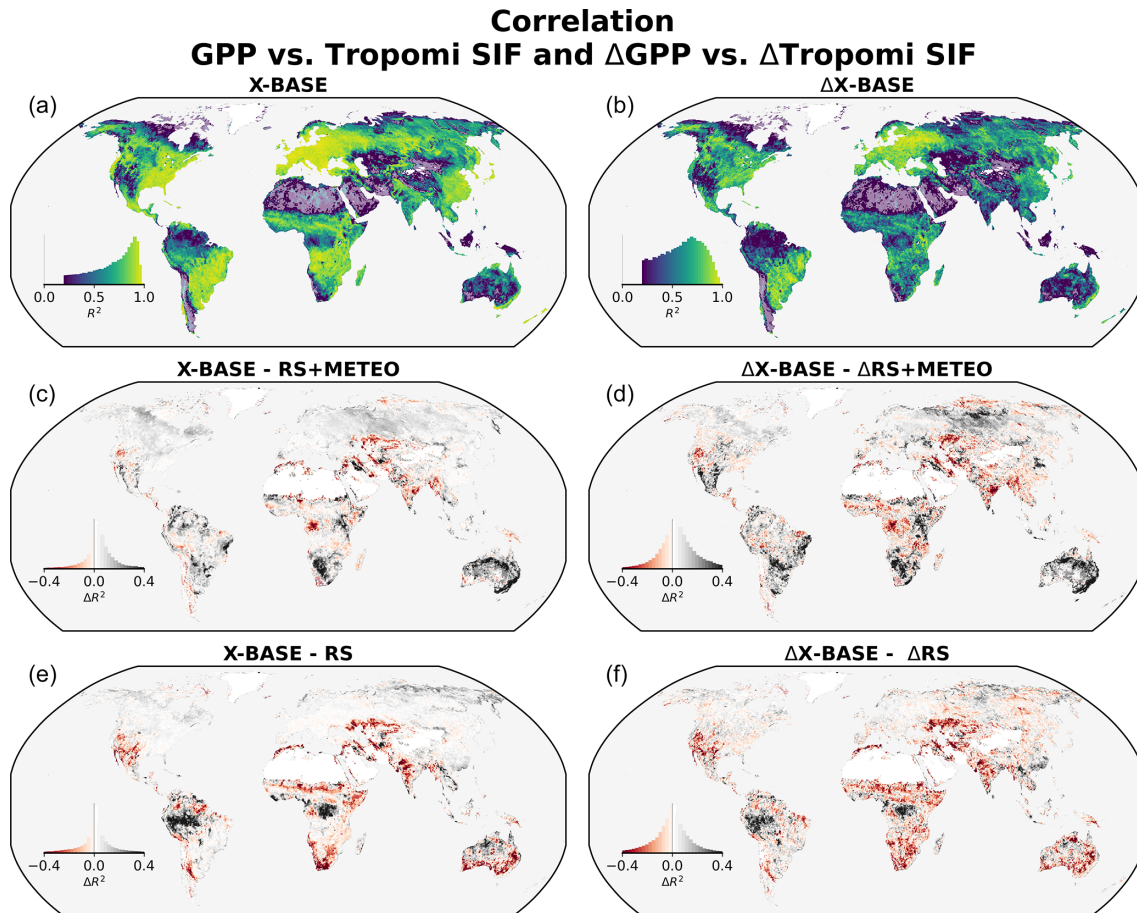 Correlation
GPP vs. Tropomi SIF and ΔGPP vs. ΔTropomi SIF
X-BASE
(a)
0.0 0.5 1.0
R²
ΔX-BASE
(b)
0.0 0.5 1.0
R²
X-BASE - RS+METEO
(c)
−0.4 0.0 0.4
ΔR²
ΔX-BASE - ΔRS+METEO
(d)
−0.4 0.0 0.4
ΔR²
X-BASE - RS
(e)
−0.4 0.0 0.4
ΔR²
ΔX-BASE - ΔRS
(f)
−0.4 0.0 0.4
ΔR²